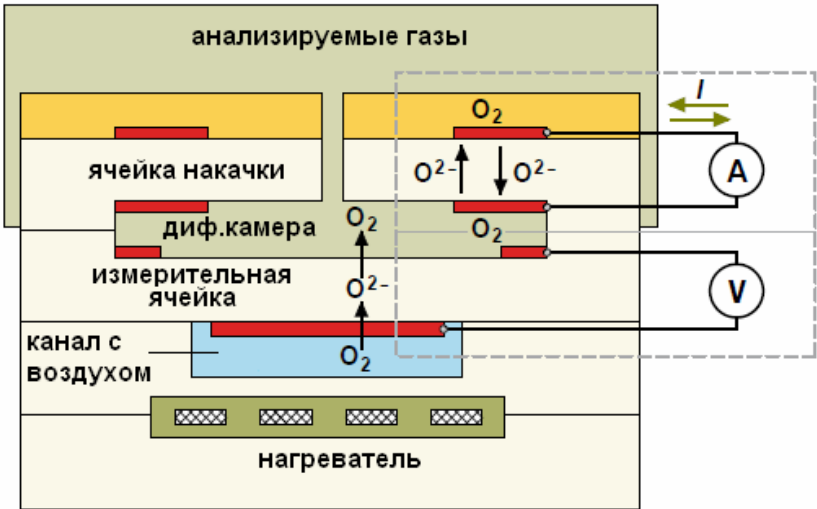 анализируемые газы
I
O₂
ячейка накачки
O²⁻
O²⁻
A
O₂
диф.камера
O₂
измерительная
ячейка
O²⁻
V
канал с
воздухом
O₂
нагреватель